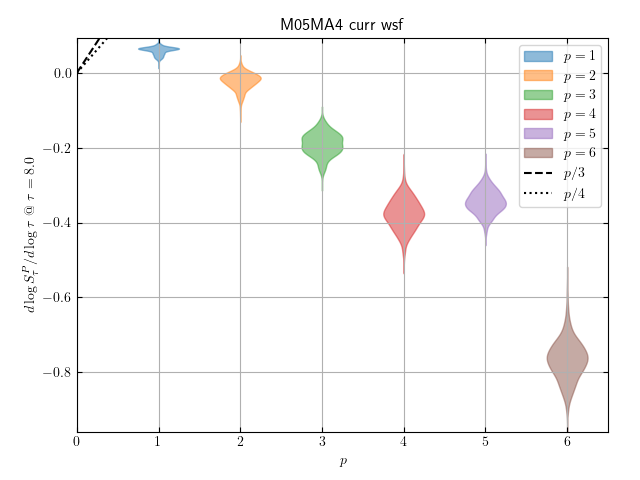 M05MA4 curr wsf
d log S_τ^P / d log τ @ τ = 8.0
0.0
−0.2
−0.4
−0.6
−0.8
0 1 2 3 4 5 6
p
p = 1
p = 2
p = 3
p = 4
p = 5
p = 6
p/3
p/4